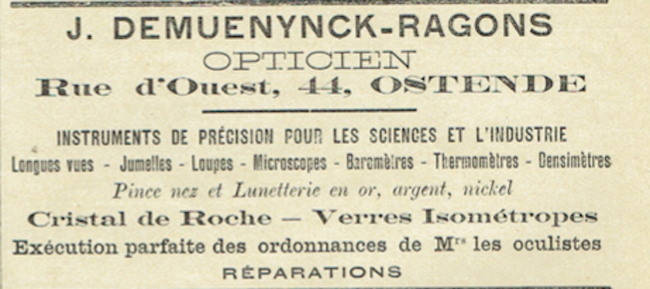 J. DEMUENYNCK-RAGONS
OPTICIEN
Rue d'Ouest, 44, OSTENDE
INSTRUMENTS DE PRÉCISION POUR LES SCIENCES ET L'INDUSTRIE
Longues vues - Jumelles - Loupes - Microscopes - Baromètres - Thermomètres - Densimètres
Pince nez et Lunetterie en or, argent, nickel
Cristal de Roche — Verres Isométropes
Exécution parfaite des ordonnances de Mrs les oculistes
RÉPARATIONS